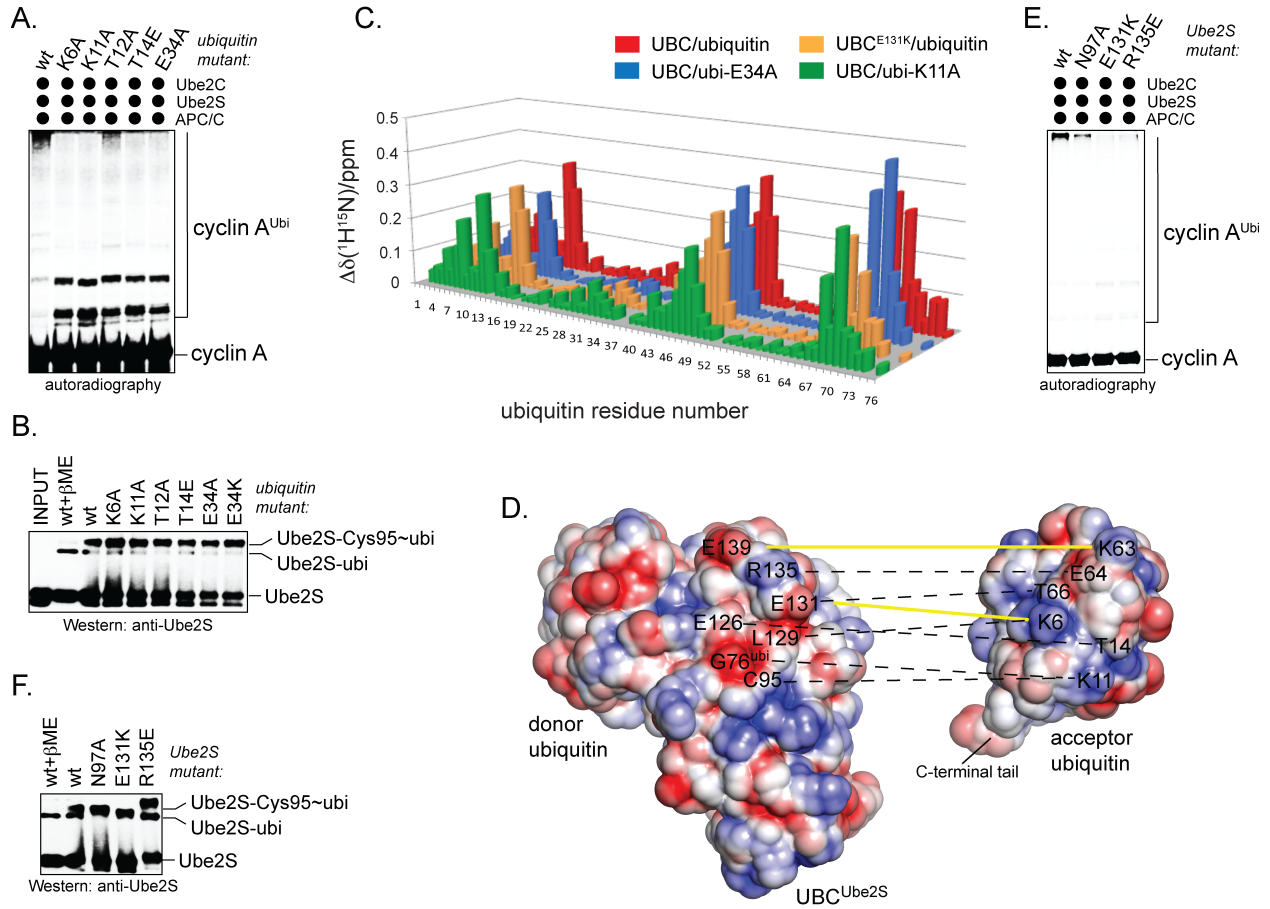 A.
wt K6A K11A T12A T14E E34A
ubiquitin
mutant:
Ube2C
Ube2S
APC/C
cyclin A^Ubi
cyclin A
autoradiography
B.
INPUT wt+βME wt K6A K11A T12A T14E E34A E34K
ubiquitin
mutant:
Ube2S-Cys95~ubi
Ube2S-ubi
Ube2S
Western: anti-Ube2S
F.
wt+βME wt N97A E131K R135E
Ube2S
mutant:
Ube2S-Cys95~ubi
Ube2S-ubi
Ube2S
Western: anti-Ube2S
C.
UBC/ubiquitin
UBC^E131K/ubiquitin
UBC/ubi-E34A
UBC/ubi-K11A
Δδ(¹H¹⁵N)/ppm
0.5
0.4
0.3
0.2
0.1
0
1 4 7 10 13 16 19 22 25 28 31 34 37 40 43 46 49 52 55 58 61 64 67 70 73 76
ubiquitin residue number
D.
E139
R135
E131
E126
L129
G76^ubi
C95
K63
E64
T66
K6
T14
K11
donor
ubiquitin
C-terminal tail
acceptor
ubiquitin
UBC^Ube2S
E.
wt N97A E131K R135E
Ube2S
mutant:
Ube2C
Ube2S
APC/C
cyclin A^Ubi
cyclin A
autoradiography